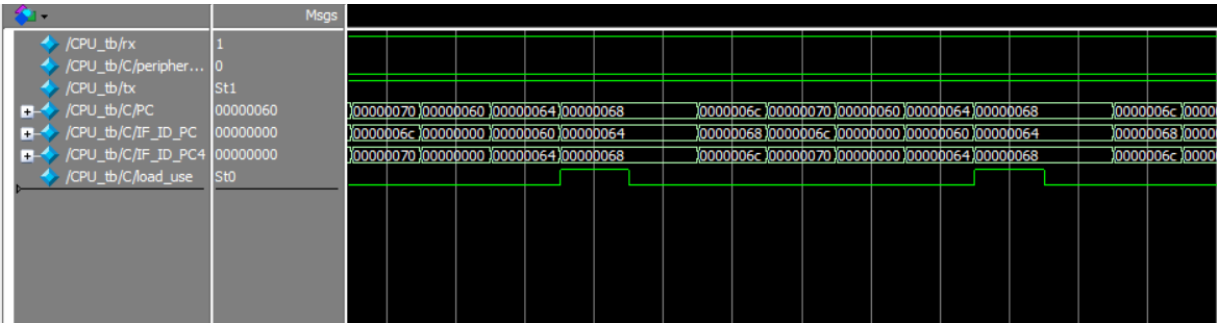 Msgs
/CPU_tb/rx 1
/CPU_tb/C/peripher... 0
/CPU_tb/tx St1
/CPU_tb/C/PC 00000060 00000070 00000060 00000064 00000068 0000006c 00000070 00000060 00000064 00000068 0000006c 0000
/CPU_tb/C/IF_ID_PC 00000000 0000006c 00000000 00000060 00000064 00000068 0000006c 00000000 00000060 00000064 00000068 0000
/CPU_tb/C/IF_ID_PC4 00000000 00000070 00000000 00000064 00000068 0000006c 00000070 00000000 00000064 00000068 0000006c 0000
/CPU_tb/C/load_use St0